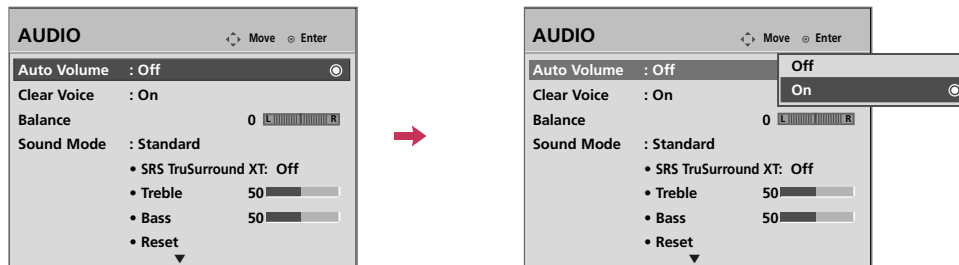 AUDIO Move Enter
Auto Volume : Off
Clear Voice : On
Balance 0 L R
Sound Mode : Standard
• SRS TruSurround XT: Off
• Treble 50
• Bass 50
• Reset
AUDIO Move Enter
Auto Volume : Off
Off
On
Clear Voice : On
Balance 0 L R
Sound Mode : Standard
• SRS TruSurround XT: Off
• Treble 50
• Bass 50
• Reset